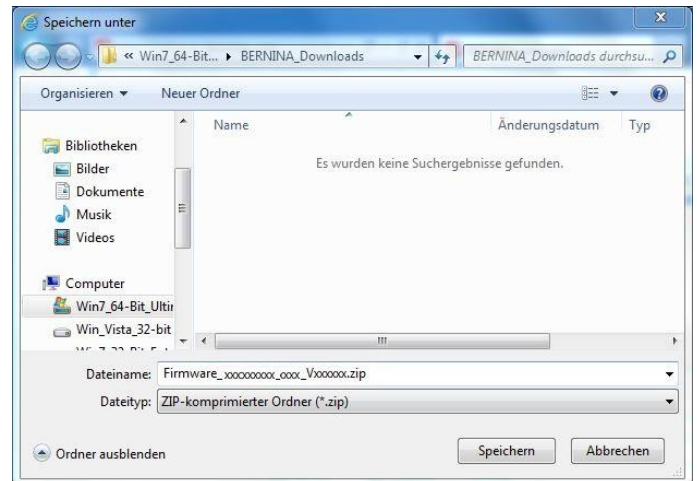 Speichern unter
« Win7_64-Bit... ▸ BERNINA_Downloads
BERNINA_Downloads durchsu...
Organisieren Neuer Ordner
Name Änderungsdatum Typ
Es wurden keine Suchergebnisse gefunden.
Bibliotheken
Bilder
Dokumente
Musik
Videos
Computer
Win7_64-Bit_Ultir
Win_Vista_32-bit
Dateiname: Firmware_xxxxxxxxx_xxxx_Vxxxxxx.zip
Dateityp: ZIP-komprimierter Ordner (*.zip)
Ordner ausblenden Speichern Abbrechen